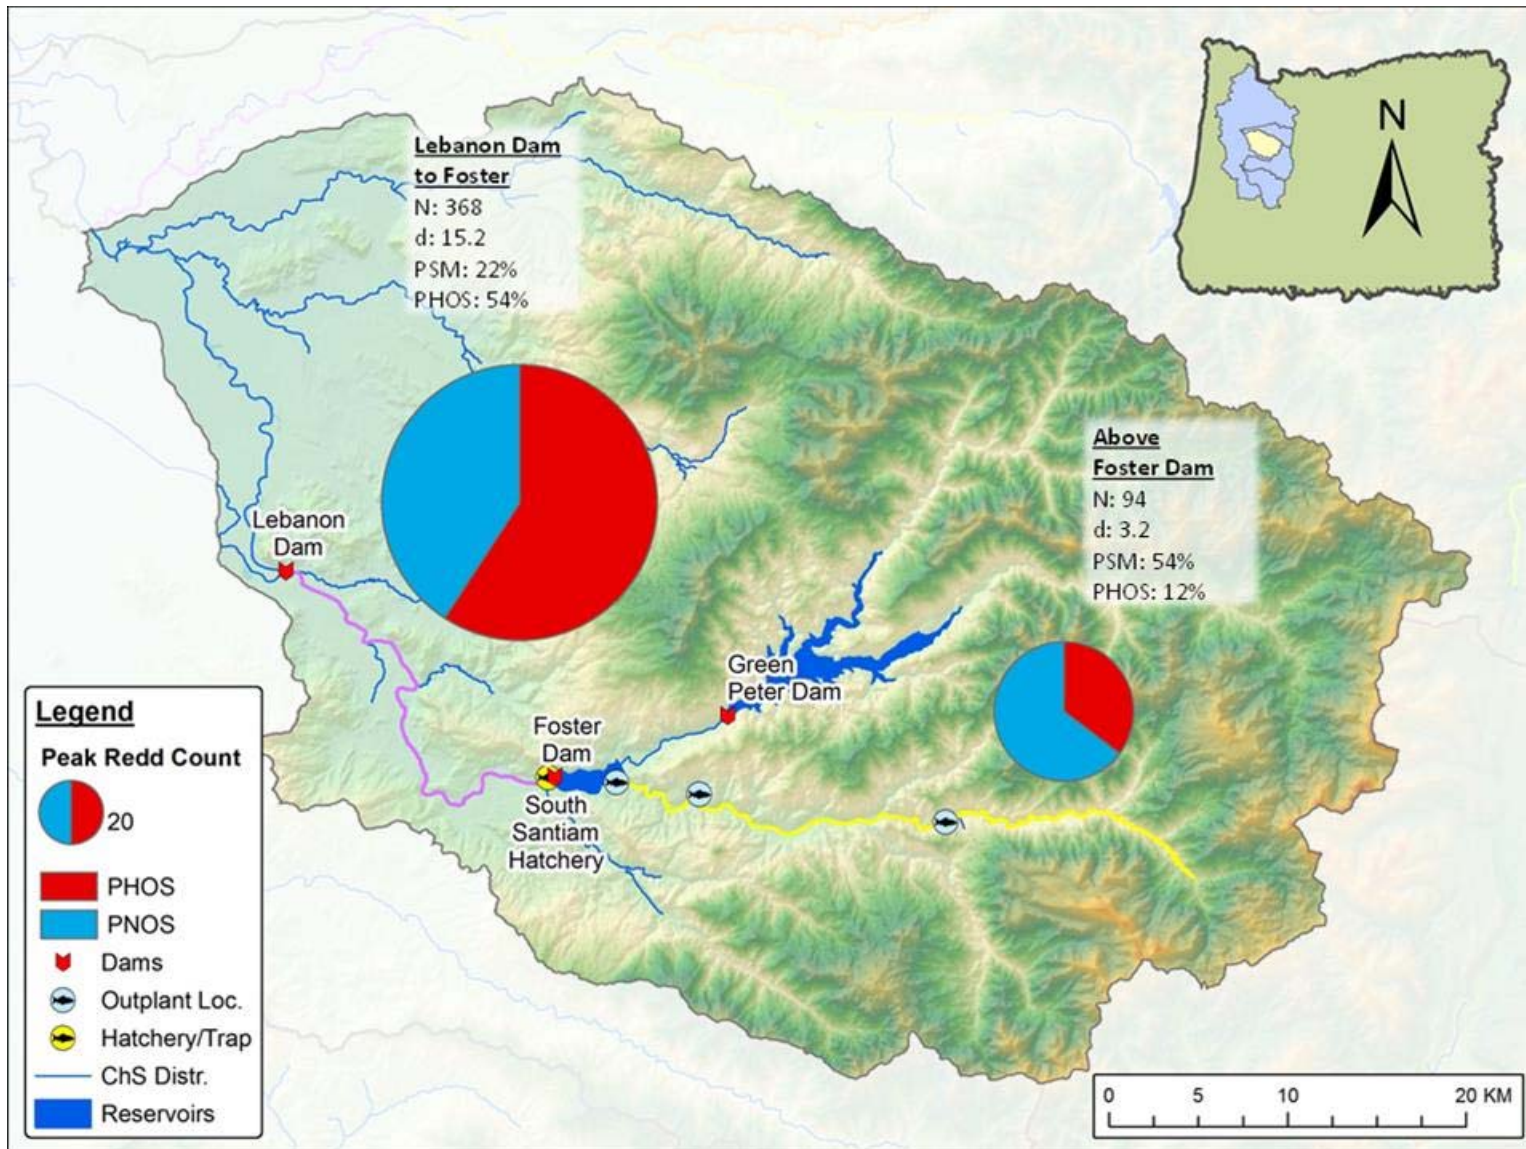 Lebanon Dam
to Foster
N: 368
d: 15.2
PSM: 22%
PHOS: 54%
N
Above
Foster Dam
N: 94
d: 3.2
PSM: 54%
PHOS: 12%
Lebanon
Dam
Green
Peter Dam
Foster
Dam
South
Santiam
Hatchery
Legend
Peak Redd Count
20
PHOS
PNOS
Dams
Outplant Loc.
Hatchery/Trap
ChS Distr.
Reservoirs
0 5 10 20 KM